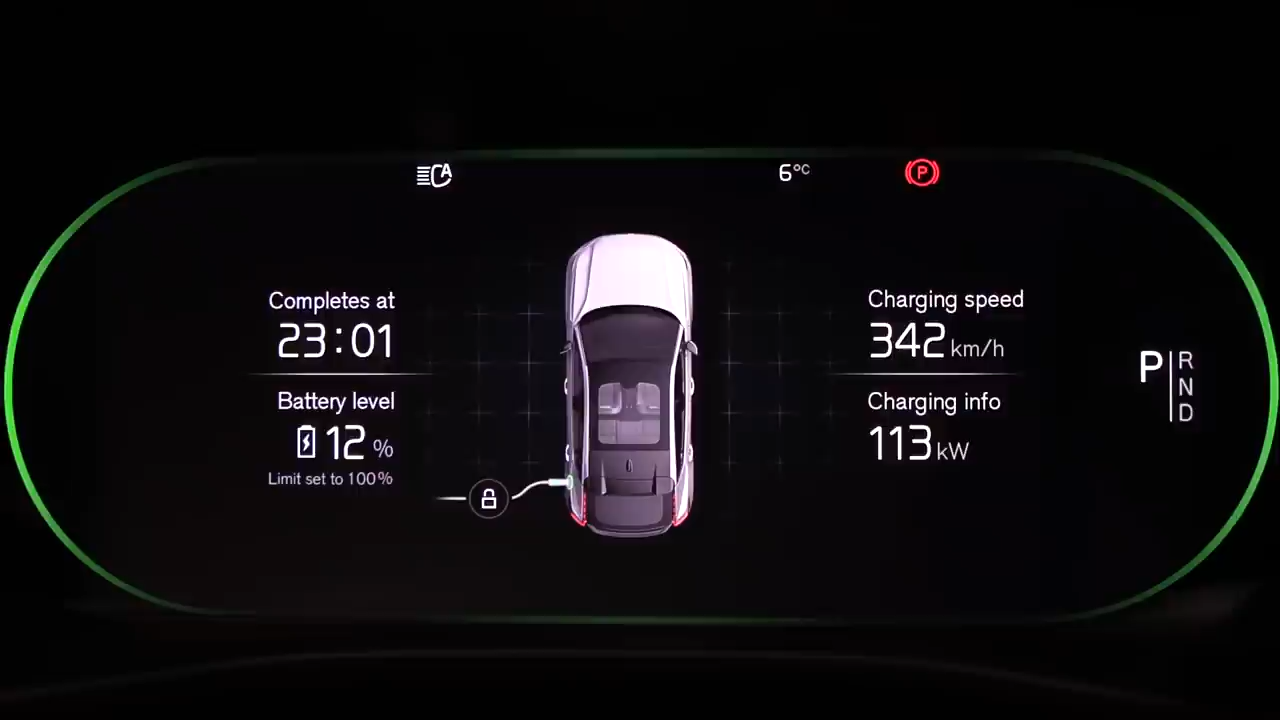 A
6°C
P
Completes at
23:01
Battery level
12 %
Limit set to 100%
Charging speed
342 km/h
Charging info
113 kW
P
R
N
D